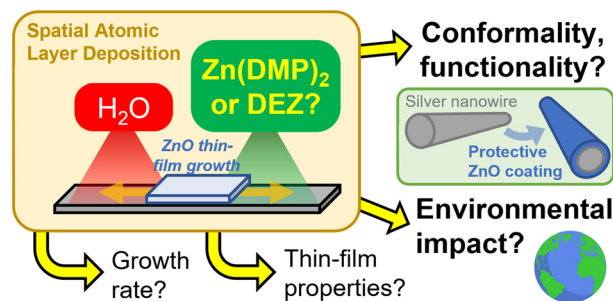 Spatial Atomic
Layer Deposition
H₂O
Zn(DMP)₂
or DEZ?
ZnO thin-
film growth
Conformality,
functionality?
Silver nanowire
Protective
ZnO coating
Environmental
impact?
Growth
rate?
Thin-film
properties?